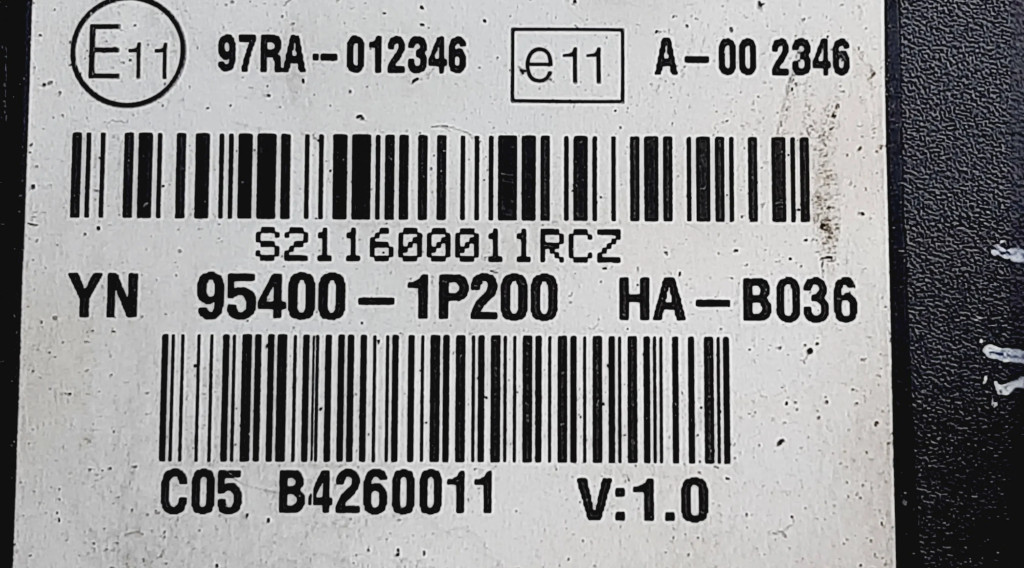 E11 97RA--012346 e11 A-00 2346
S211600011RCZ
YN 95400-1P200 HA-B036
C05 B4260011 V:1.0